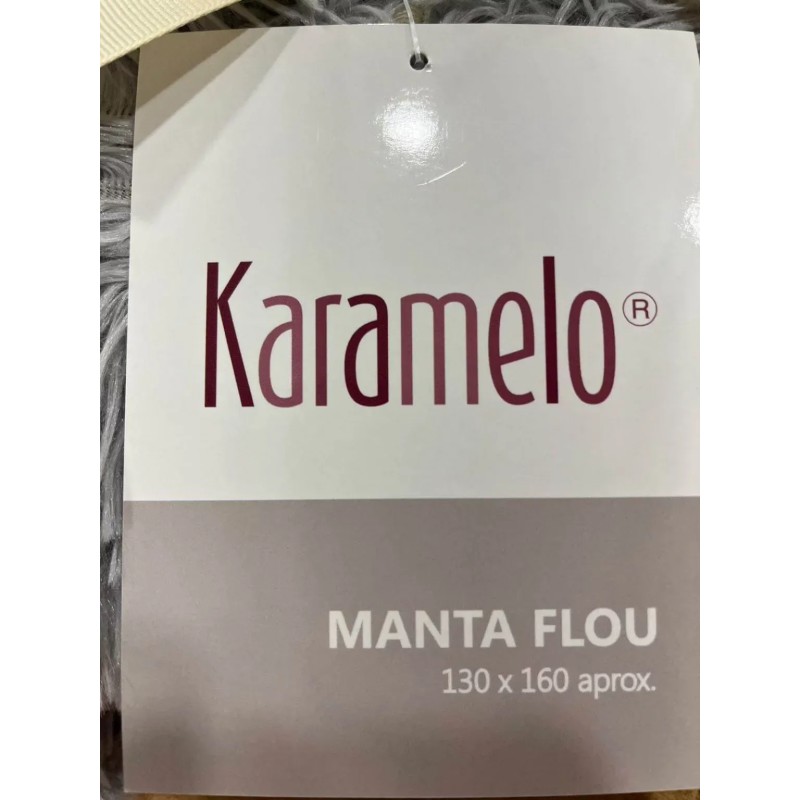 Karamelo®
MANTA FLOU
130 x 160 aprox.